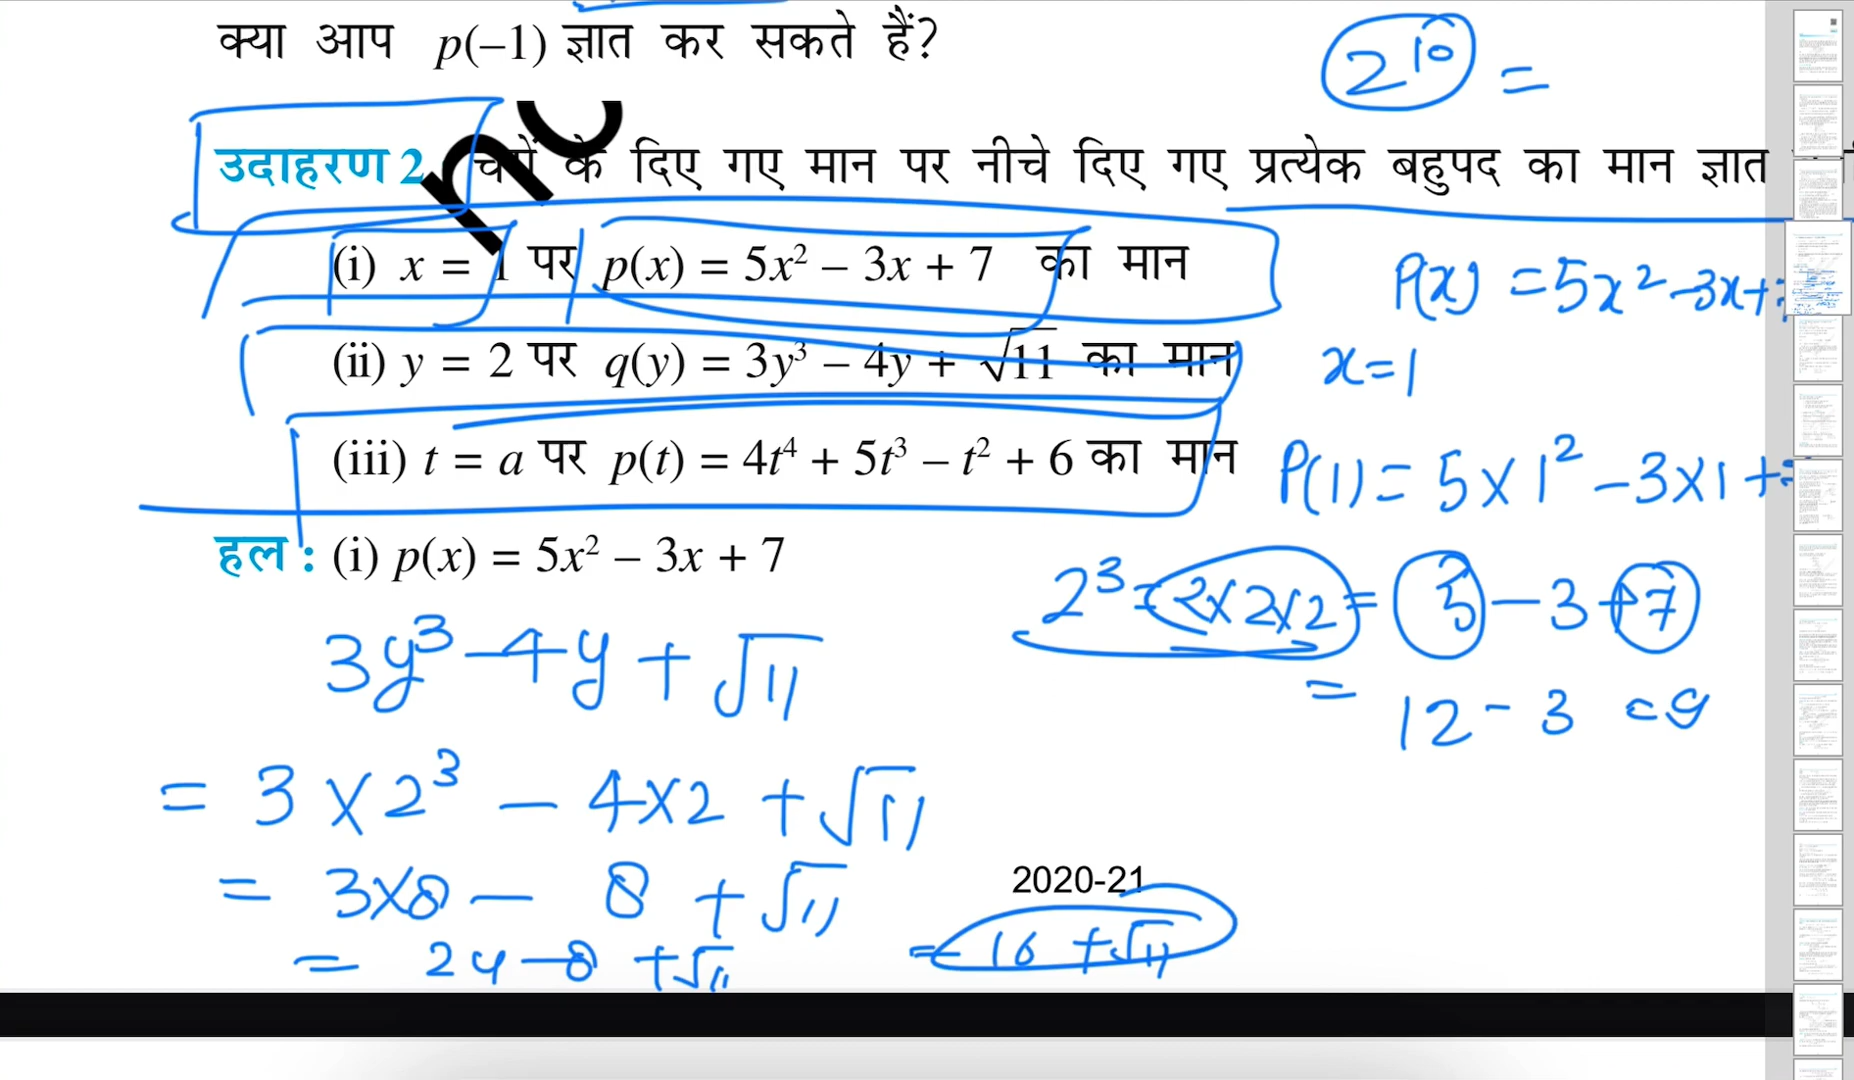 क्या आप p(–1) ज्ञात कर सकते हैं?
2¹⁰ =
उदाहरण 2 के दिए गए मान पर नीचे दिए गए प्रत्येक बहुपद का मान ज्ञात
(i) x = 1 पर p(x) = 5x² – 3x + 7 का मान
P(x) = 5x² - 3x +
(ii) y = 2 पर q(y) = 3y³ – 4y + √11 का मान
x = 1
(iii) t = a पर p(t) = 4t⁴ + 5t³ – t² + 6 का मान
P(1) = 5 x 1² - 3 x 1 +
हल : (i) p(x) = 5x² – 3x + 7
2³ = 2 x 2 x 2 = 5 - 3 + 7
3y³ - 4y + √11
= 12 - 3 = 9
= 3 x 2³ - 4 x 2 + √11
= 3 x 8 - 8 + √11
2020-21
= 24 - 8 + √11 = 16 + √11